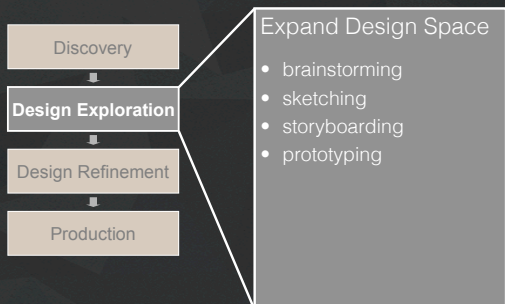 Discovery
Design Exploration
Design Refinement
Production
Expand Design Space
• brainstorming
• sketching
• storyboarding
• prototyping